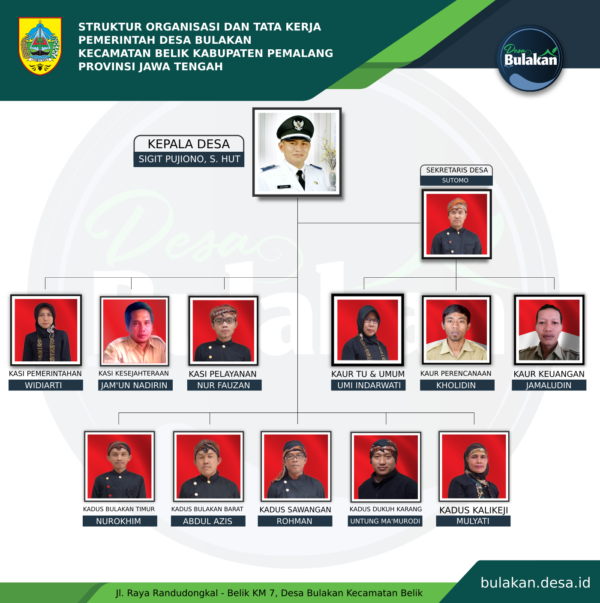 STRUKTUR ORGANISASI DAN TATA KERJA
PEMERINTAH DESA BULAKAN
KECAMATAN BELIK KABUPATEN PEMALANG
PROVINSI JAWA TENGAH
Desa
Bulakan
KEPALA DESA
SIGIT PUJIONO, S. HUT
SEKRETARIS DESA
SUTOMO
Desa
Bulakan
KASI PEMERINTAHAN
WIDIARTI
KASI KESEJAHTERAAN
JAM'UN NADIRIN
KASI PELAYANAN
NUR FAUZAN
KAUR TU & UMUM
UMI INDARWATI
KAUR PERENCANAAN
KHOLIDIN
KAUR KEUANGAN
JAMALUDIN
KADUS BULAKAN TIMUR
NUROKHIM
KADUS BULAKAN BARAT
ABDUL AZIS
KADUS SAWANGAN
ROHMAN
KADUS DUKUH KARANG
UNTUNG MA'MURODI
KADUS KALIKEJI
MULYATI
Jl. Raya Randudongkal - Belik KM 7, Desa Bulakan Kecamatan Belik
bulakan.desa.id